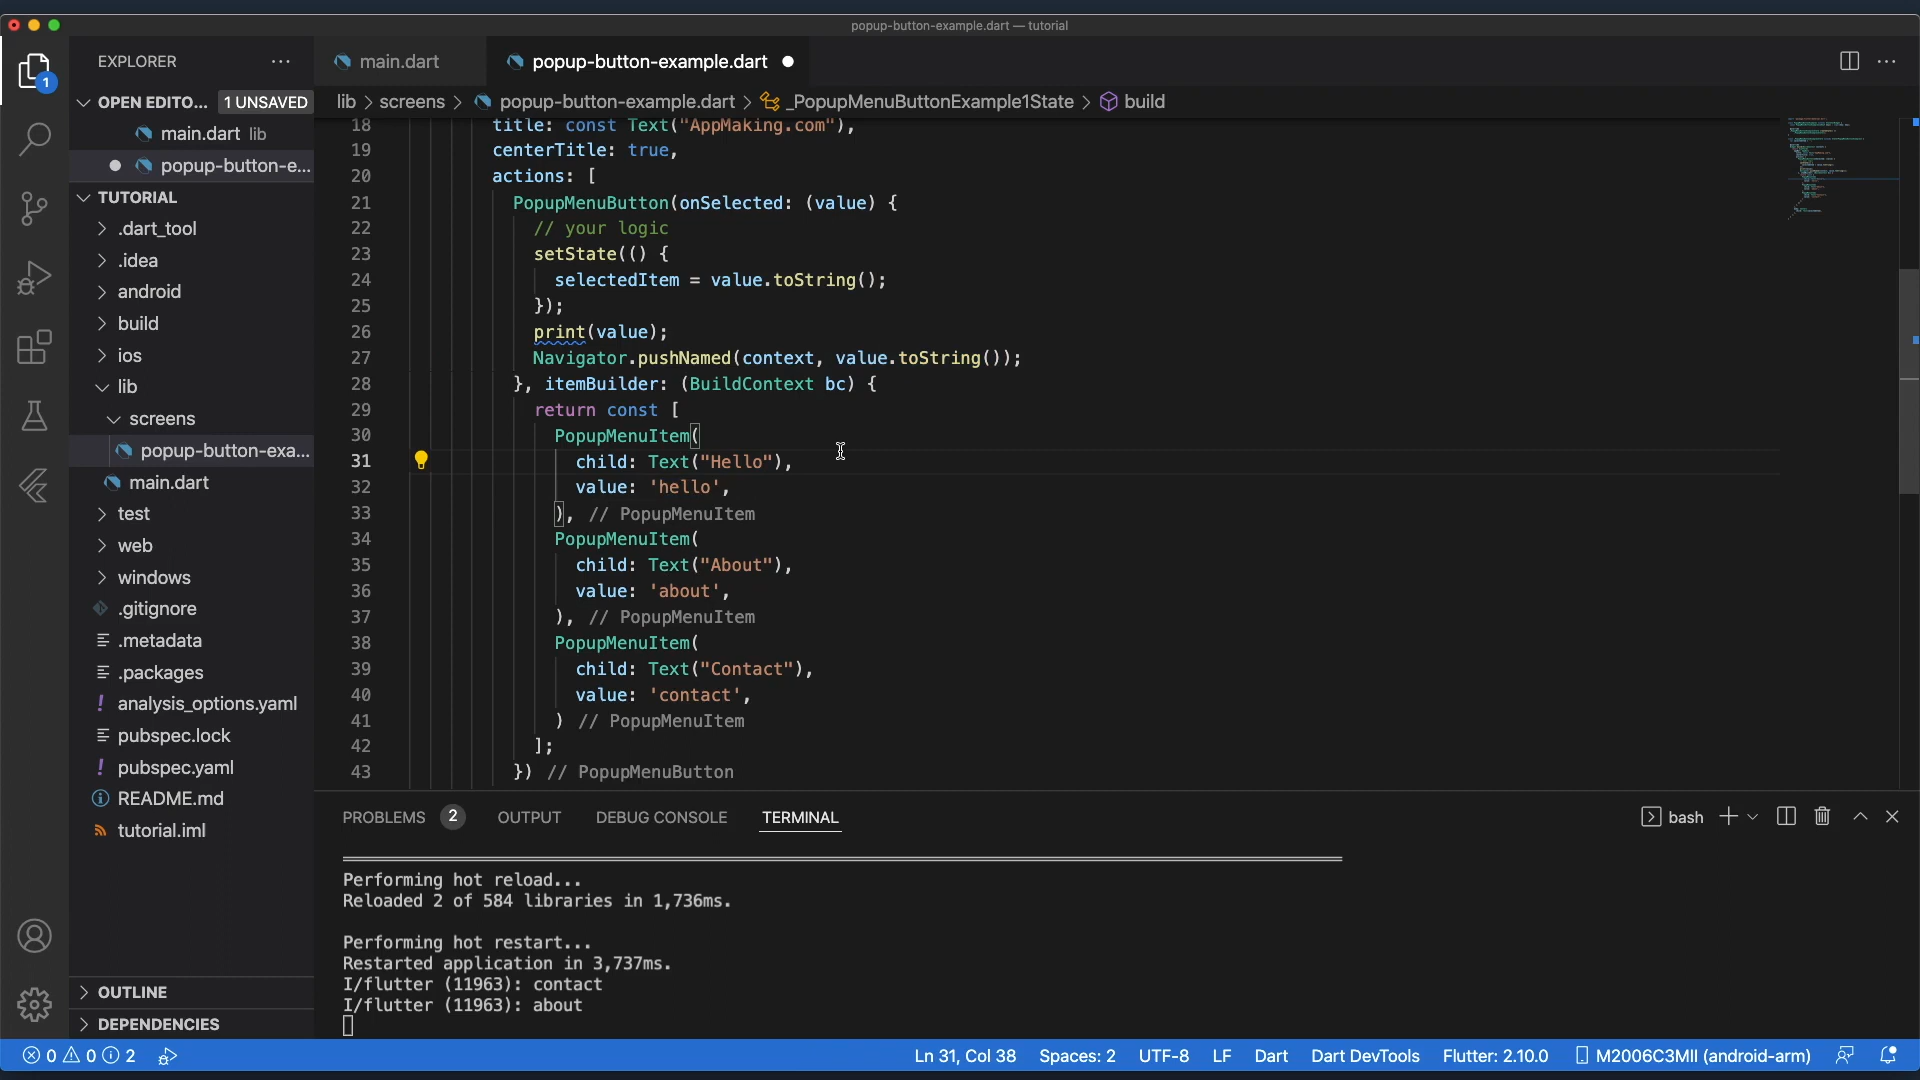 popup-button-example.dart — tutorial
EXPLORER
main.dart
popup-button-example.dart
1
OPEN EDITO... 1 UNSAVED
lib > screens > popup-button-example.dart > _PopupMenuButtonExample1State > build
main.dart lib
popup-button-e...
TUTORIAL
.dart_tool
.idea
android
build
ios
lib
screens
popup-button-exa...
main.dart
test
web
windows
.gitignore
.metadata
.packages
analysis_options.yaml
pubspec.lock
pubspec.yaml
README.md
tutorial.iml
OUTLINE
DEPENDENCIES
18 title: const Text("AppMaking.com"),
19 centerTitle: true,
20 actions: [
21 PopupMenuButton(onSelected: (value) {
22 // your logic
23 setState(() {
24 selectedItem = value.toString();
25 });
26 print(value);
27 Navigator.pushNamed(context, value.toString());
28 }, itemBuilder: (BuildContext bc) {
29 return const [
30 PopupMenuItem(
31 child: Text("Hello"),
32 value: 'hello',
33 ), // PopupMenuItem
34 PopupMenuItem(
35 child: Text("About"),
36 value: 'about',
37 ), // PopupMenuItem
38 PopupMenuItem(
39 child: Text("Contact"),
40 value: 'contact',
41 ) // PopupMenuItem
42 ];
43 }) // PopupMenuButton
PROBLEMS 2 OUTPUT DEBUG CONSOLE TERMINAL
bash
Performing hot reload...
Reloaded 2 of 584 libraries in 1,736ms.
Performing hot restart...
Restarted application in 3,737ms.
I/flutter (11963): contact
I/flutter (11963): about
0 0 2
Ln 31, Col 38 Spaces: 2 UTF-8 LF Dart Dart DevTools Flutter: 2.10.0 M2006C3MII (android-arm)